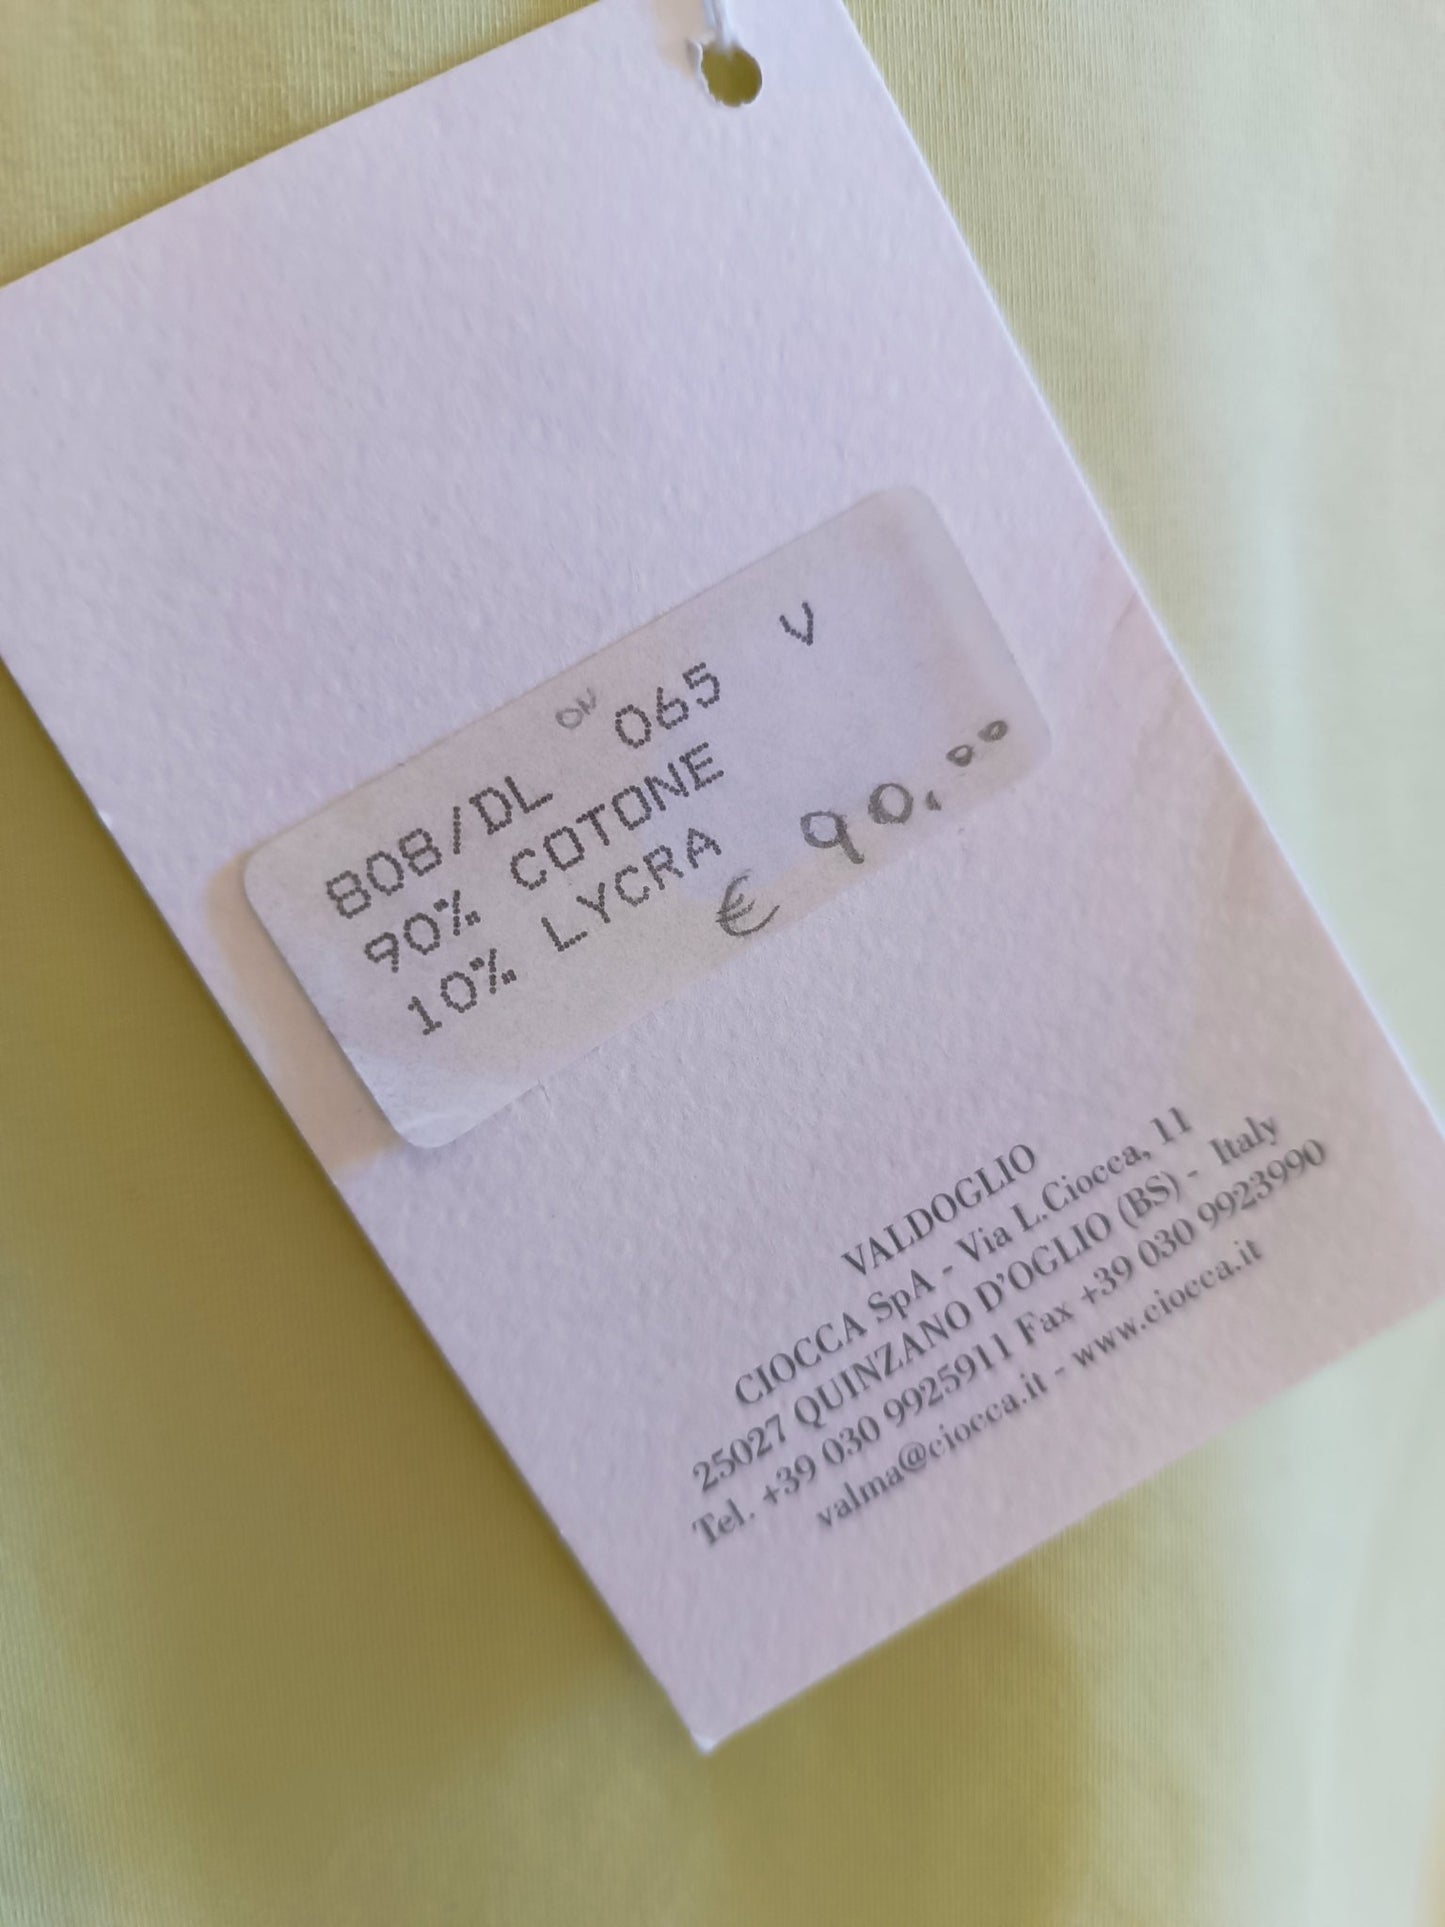 ON
808/DL 065 V
90% COTONE
10% LYCRA
€ 90,00
VALDOGLIO
CIOCCA SpA - Via L.Ciocca, 11
25027 QUINZANO D'OGLIO (BS) - Italy
Tel. +39 030 9925911 Fax +39 030 9923990
valma@ciocca.it - www.ciocca.it